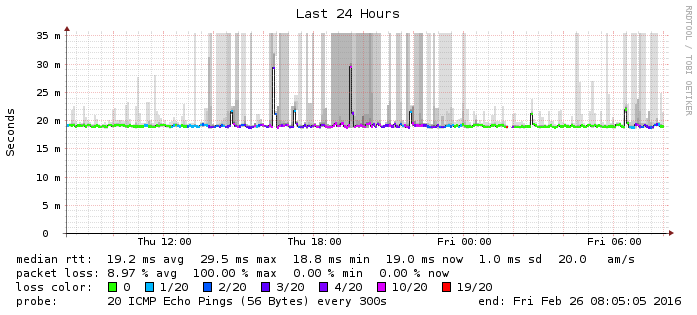 Last 24 Hours
RRDTOOL / TOBI OETIKER
Seconds
35 m
30 m
25 m
20 m
15 m
10 m
5 m
0
Thu 12:00 Thu 18:00 Fri 00:00 Fri 06:00
median rtt: 19.2 ms avg 29.5 ms max 18.8 ms min 19.0 ms now 1.0 ms sd 20.0 am/s
packet loss: 8.97 % avg 100.00 % max 0.00 % min 0.00 % now
loss color: 0 1/20 2/20 3/20 4/20 10/20 19/20
probe: 20 ICMP Echo Pings (56 Bytes) every 300s end: Fri Feb 26 08:05:05 2016